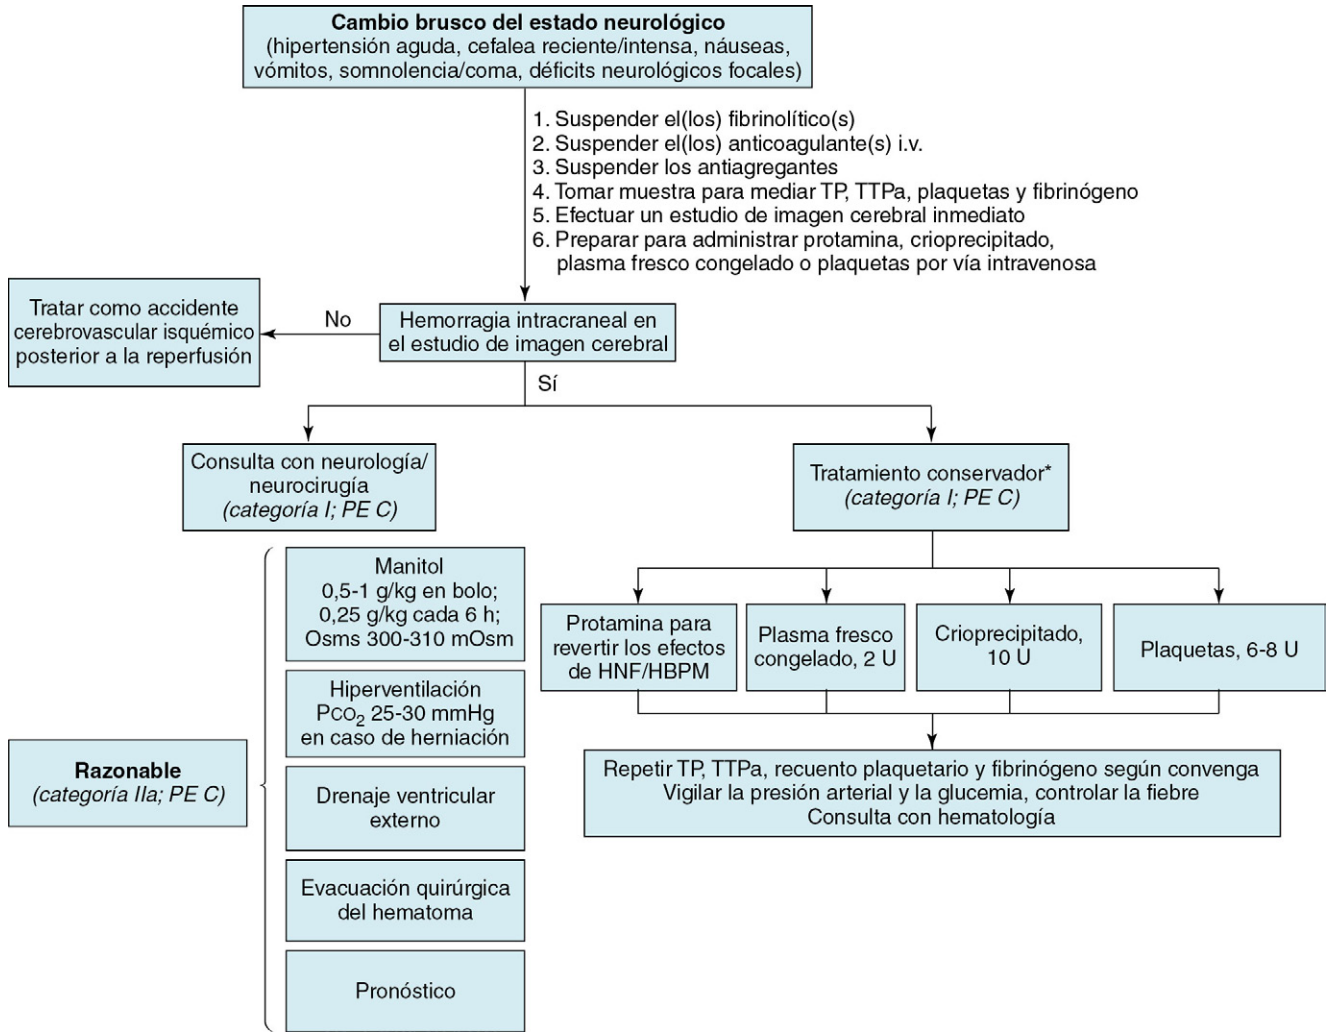 Cambio brusco del estado neurológico
(hipertensión aguda, cefalea reciente/intensa, náuseas,
vómitos, somnolencia/coma, déficits neurológicos focales)
1. Suspender el(los) fibrinolítico(s)
2. Suspender el(los) anticoagulante(s) i.v.
3. Suspender los antiagregantes
4. Tomar muestra para mediar TP, TTPa, plaquetas y fibrinógeno
5. Efectuar un estudio de imagen cerebral inmediato
6. Preparar para administrar protamina, crioprecipitado,
plasma fresco congelado o plaquetas por vía intravenosa
Tratar como accidente
cerebrovascular isquémico
posterior a la reperfusión
No
Hemorragia intracraneal en
el estudio de imagen cerebral
Sí
Consulta con neurología/
neurocirugía
(categoría I; PE C)
Tratamiento conservador*
(categoría I; PE C)
Manitol
0,5-1 g/kg en bolo;
0,25 g/kg cada 6 h;
Osms 300-310 mOsm
Hiperventilación
PCO₂ 25-30 mmHg
en caso de herniación
Razonable
(categoría IIa; PE C)
Drenaje ventricular
externo
Evacuación quirúrgica
del hematoma
Pronóstico
Protamina para
revertir los efectos
de HNF/HBPM
Plasma fresco
congelado, 2 U
Crioprecipitado,
10 U
Plaquetas, 6-8 U
Repetir TP, TTPa, recuento plaquetario y fibrinógeno según convenga
Vigilar la presión arterial y la glucemia, controlar la fiebre
Consulta con hematología